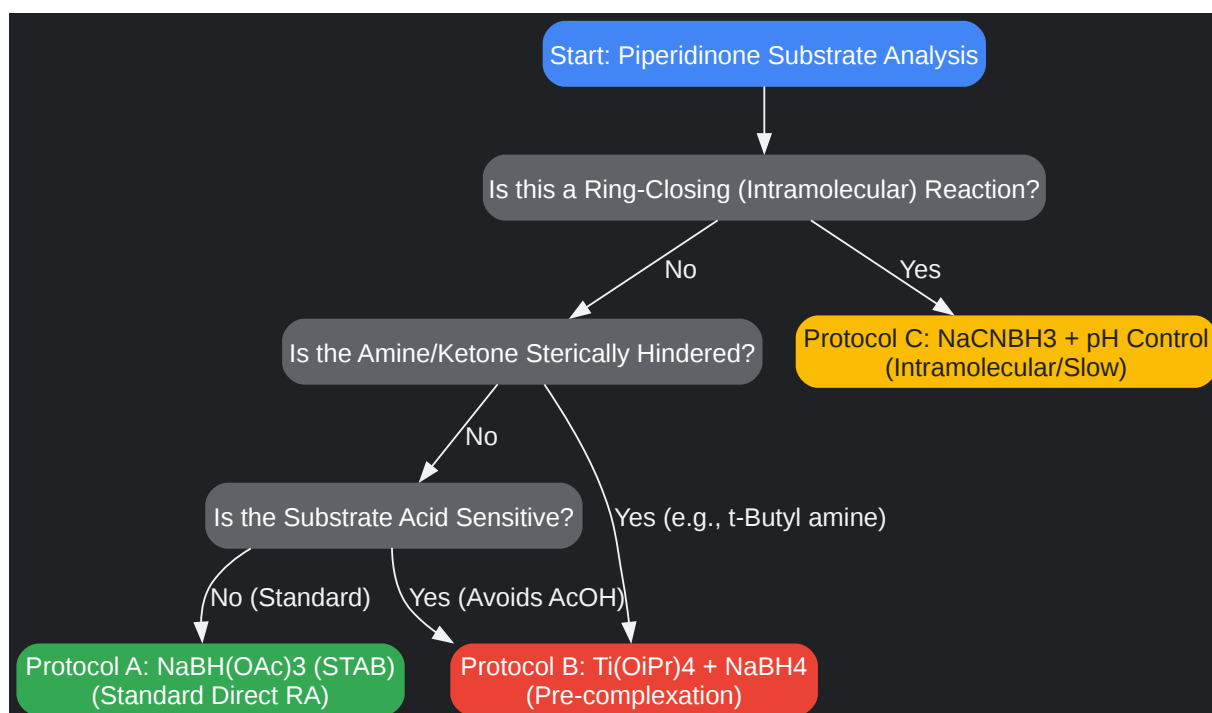 Start: Piperidinone Substrate Analysis
Is this a Ring-Closing (Intramolecular) Reaction?
No
Yes
Is the Amine/Ketone Sterically Hindered?
Protocol C: NaCNBH3 + pH Control
(Intramolecular/Slow)
No
Is the Substrate Acid Sensitive?
Yes (e.g., t-Butyl amine)
No (Standard)
Yes (Avoids AcOH)
Protocol A: NaBH(OAc)3 (STAB)
(Standard Direct RA)
Protocol B: Ti(OiPr)4 + NaBH4
(Pre-complexation)